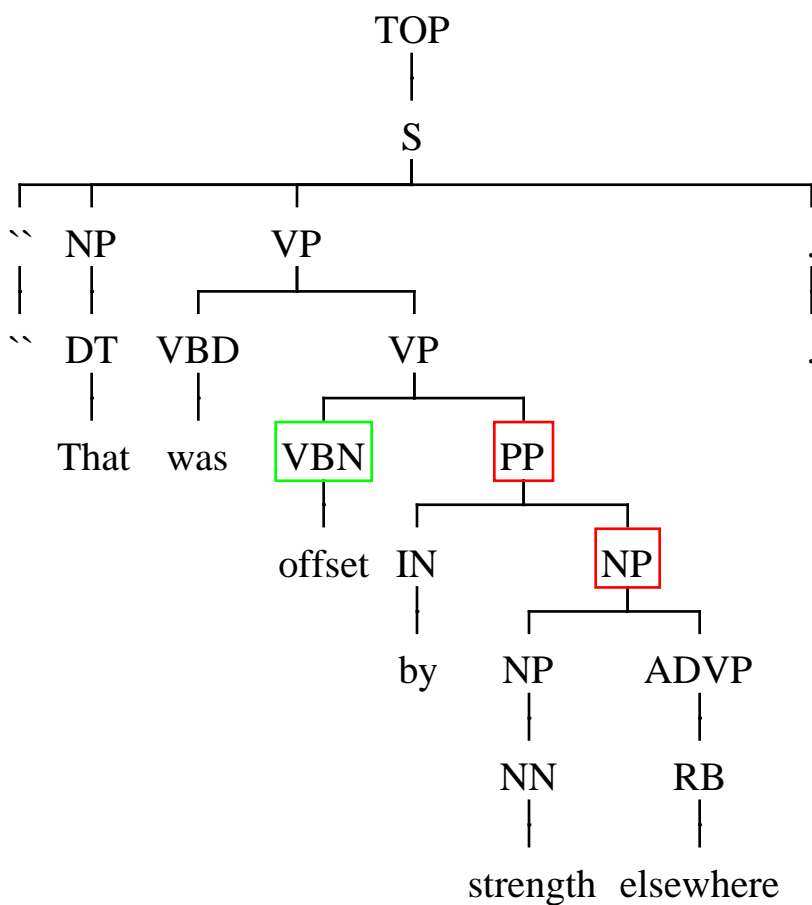 TOP
S
`` NP VP .
`` DT VBD VP .
That was VBN PP
offset IN NP
by NP ADVP
NN RB
strength elsewhere